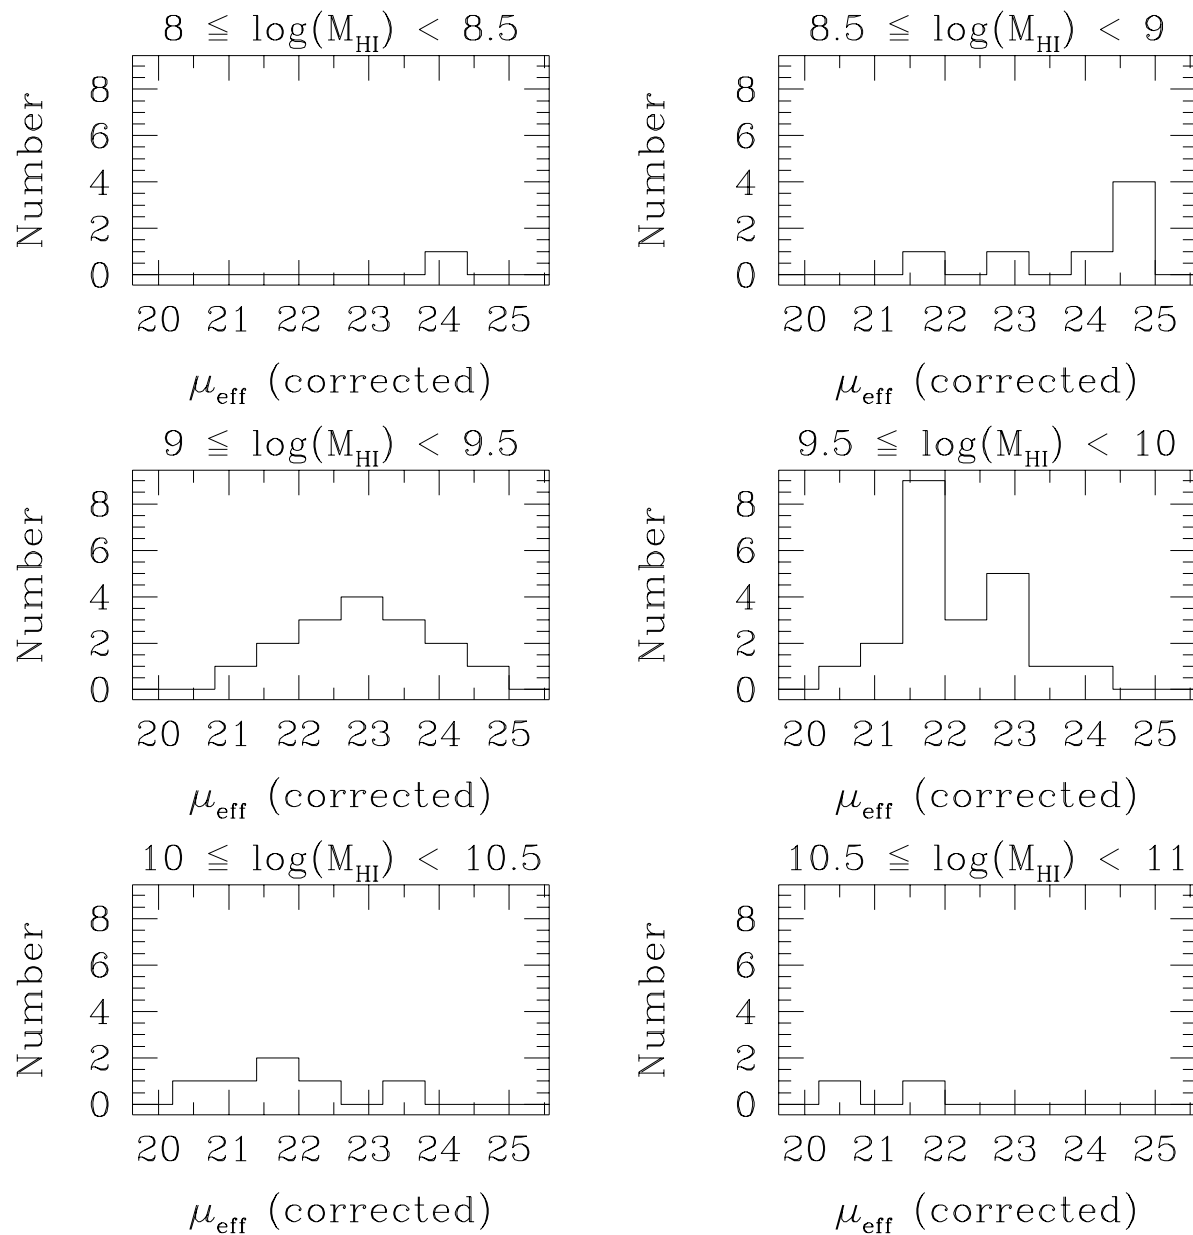 8 ≦ log(M_HI) < 8.5
8.5 ≦ log(M_HI) < 9
Number
8
6
4
2
0
20 21 22 23 24 25
μ_eff (corrected)
Number
8
6
4
2
0
20 21 22 23 24 25
μ_eff (corrected)
9 ≦ log(M_HI) < 9.5
9.5 ≦ log(M_HI) < 10
Number
8
6
4
2
0
20 21 22 23 24 25
μ_eff (corrected)
Number
8
6
4
2
0
20 21 22 23 24 25
μ_eff (corrected)
10 ≦ log(M_HI) < 10.5
10.5 ≦ log(M_HI) < 11
Number
8
6
4
2
0
20 21 22 23 24 25
μ_eff (corrected)
Number
8
6
4
2
0
20 21 22 23 24 25
μ_eff (corrected)